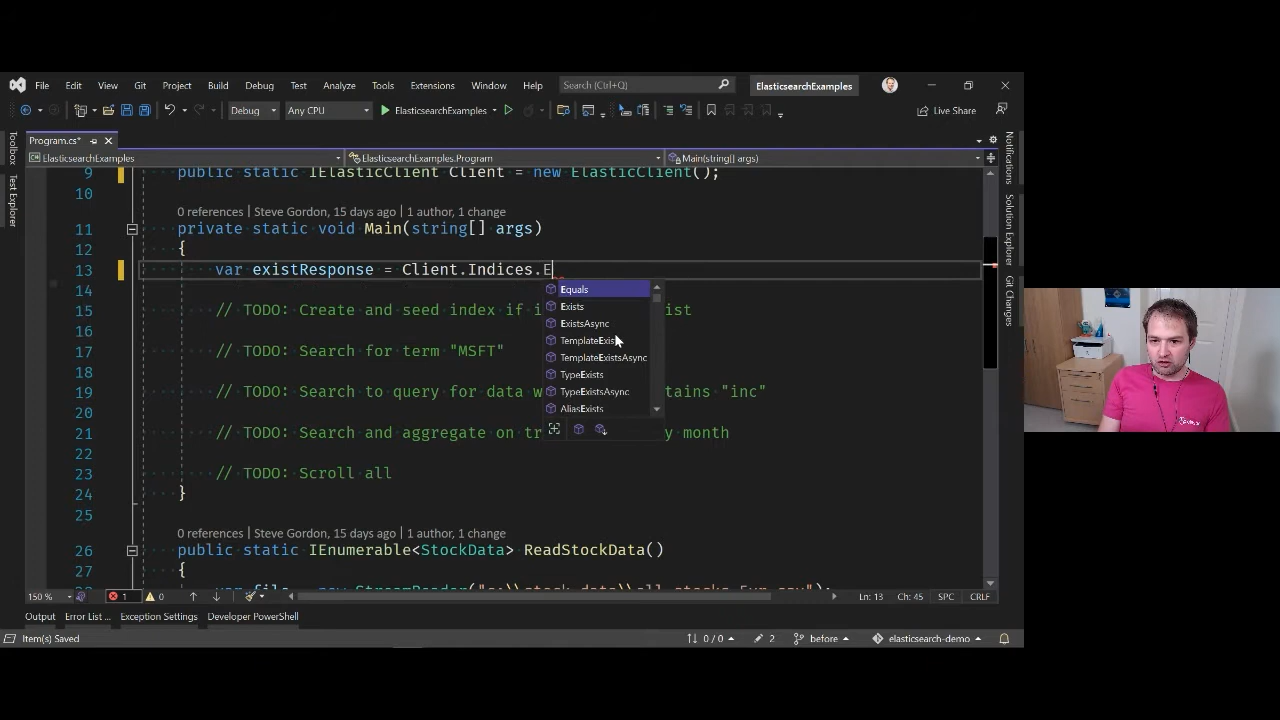 File Edit View Git Project Build Debug Test Analyze Tools Extensions Window Help Search (Ctrl+Q) ElasticsearchExamples
Debug Any CPU ElasticsearchExamples Live Share
Program.cs*
ElasticsearchExamples ElasticsearchExamples.Program Main(string[] args)
Toolbox
Test Explorer
Notifications
Solution Explorer
Git Changes
9 public static IElasticClient Client = new ElasticClient();
10
0 references | Steve Gordon, 15 days ago | 1 author, 1 change
11 private static void Main(string[] args)
12 {
13 var existResponse = Client.Indices.E
14
15 // TODO: Create and seed index if i ist
16
17 // TODO: Search for term "MSFT"
18
19 // TODO: Search to query for data w tains "inc"
20
21 // TODO: Search and aggregate on tr y month
22
23 // TODO: Scroll all
24 }
25
Equals
Exists
ExistsAsync
TemplateExists
TemplateExistsAsync
TypeExists
TypeExistsAsync
AliasExists
0 references | Steve Gordon, 15 days ago | 1 author, 1 change
26 public static IEnumerable<StockData> ReadStockData()
27 {
150 % 1 0 Ln: 13 Ch: 45 SPC CRLF
Output Error List ... Exception Settings Developer PowerShell
Item(s) Saved 0 / 0 2 before elasticsearch-demo